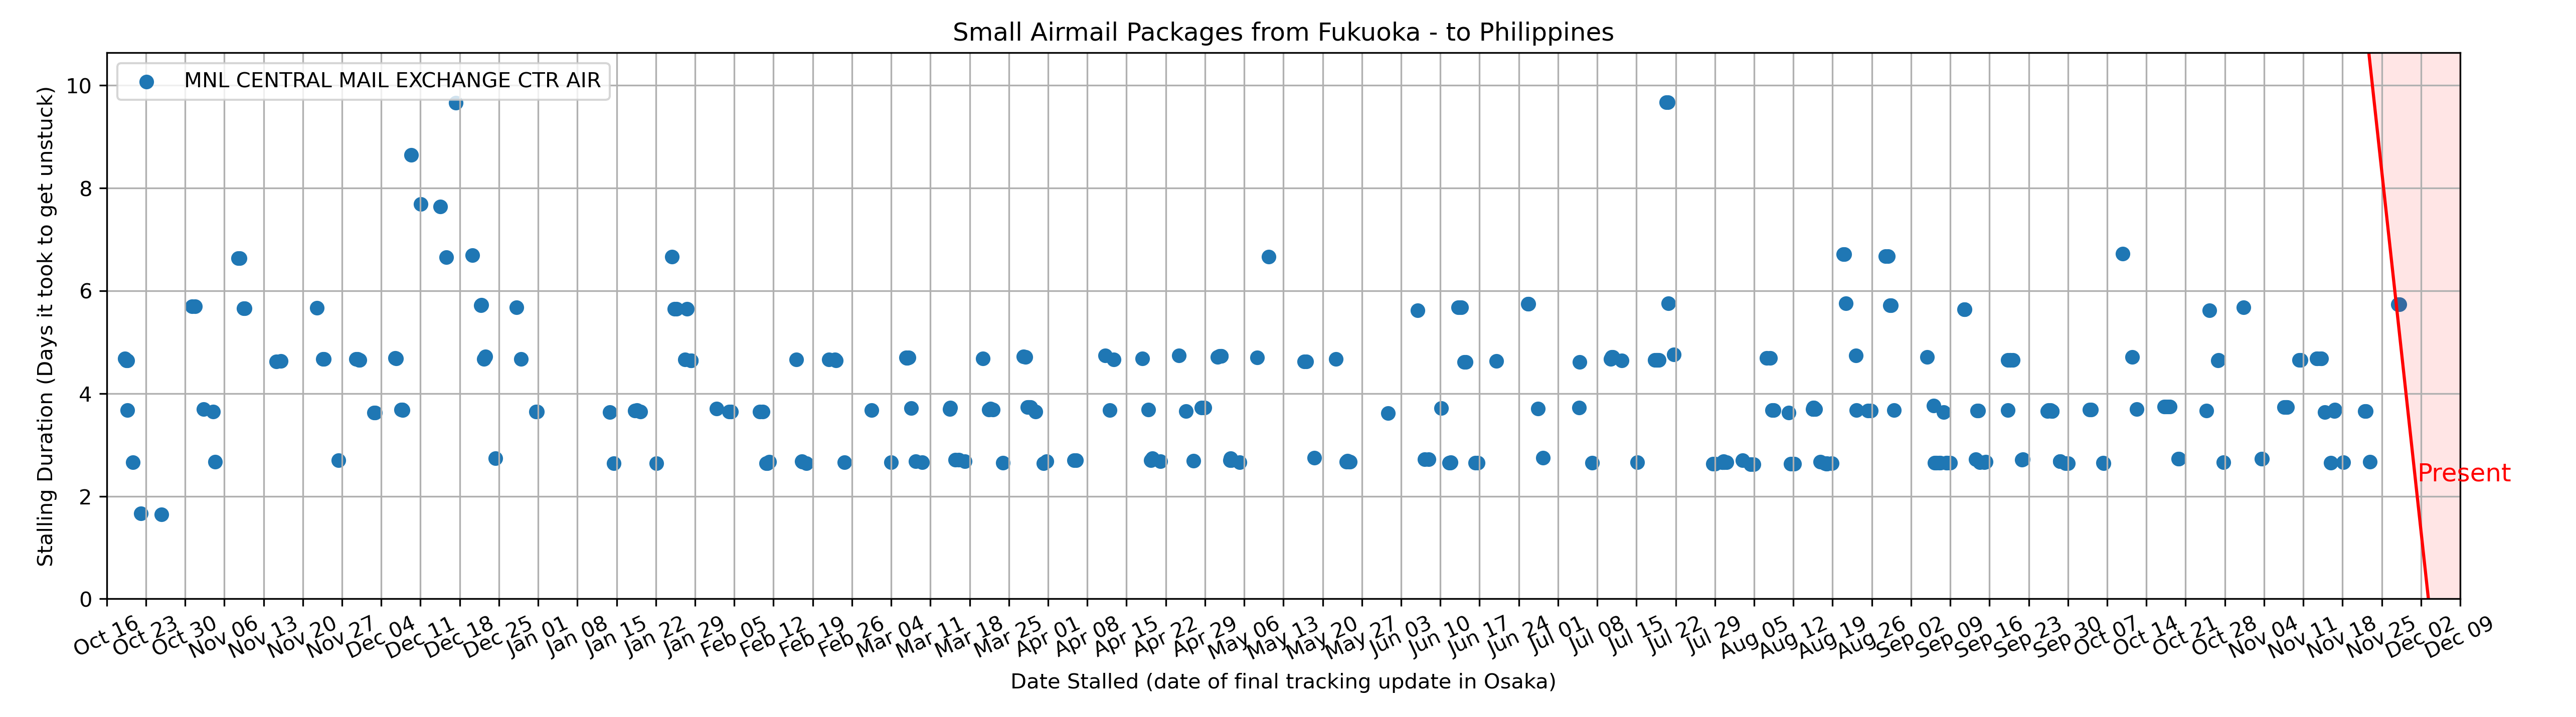 Small Airmail Packages from Fukuoka - to Philippines
MNL CENTRAL MAIL EXCHANGE CTR AIR
Stalling Duration (Days it took to get unstuck)
10
8
6
4
2
0
Present
Oct 16 Oct 23 Oct 30 Nov 06 Nov 13 Nov 20 Nov 27 Dec 04 Dec 11 Dec 18 Dec 25 Jan 01 Jan 08 Jan 15 Jan 22 Jan 29 Feb 05 Feb 12 Feb 19 Feb 26 Mar 04 Mar 11 Mar 18 Mar 25 Apr 01 Apr 08 Apr 15 Apr 22 Apr 29 May 06 May 13 May 20 May 27 Jun 03 Jun 10 Jun 17 Jun 24 Jul 01 Jul 08 Jul 15 Jul 22 Jul 29 Aug 05 Aug 12 Aug 19 Aug 26 Sep 02 Sep 09 Sep 16 Sep 23 Sep 30 Oct 07 Oct 14 Oct 21 Oct 28 Nov 04 Nov 11 Nov 18 Nov 25 Dec 02 Dec 09
Date Stalled (date of final tracking update in Osaka)